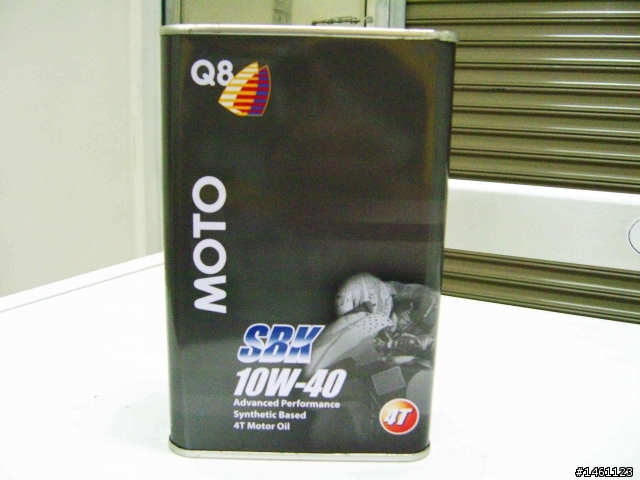 Q8
MOTO
SBK
10W-40
Advanced Performance
Synthetic Based
4T Motor Oil
4T
#1461123